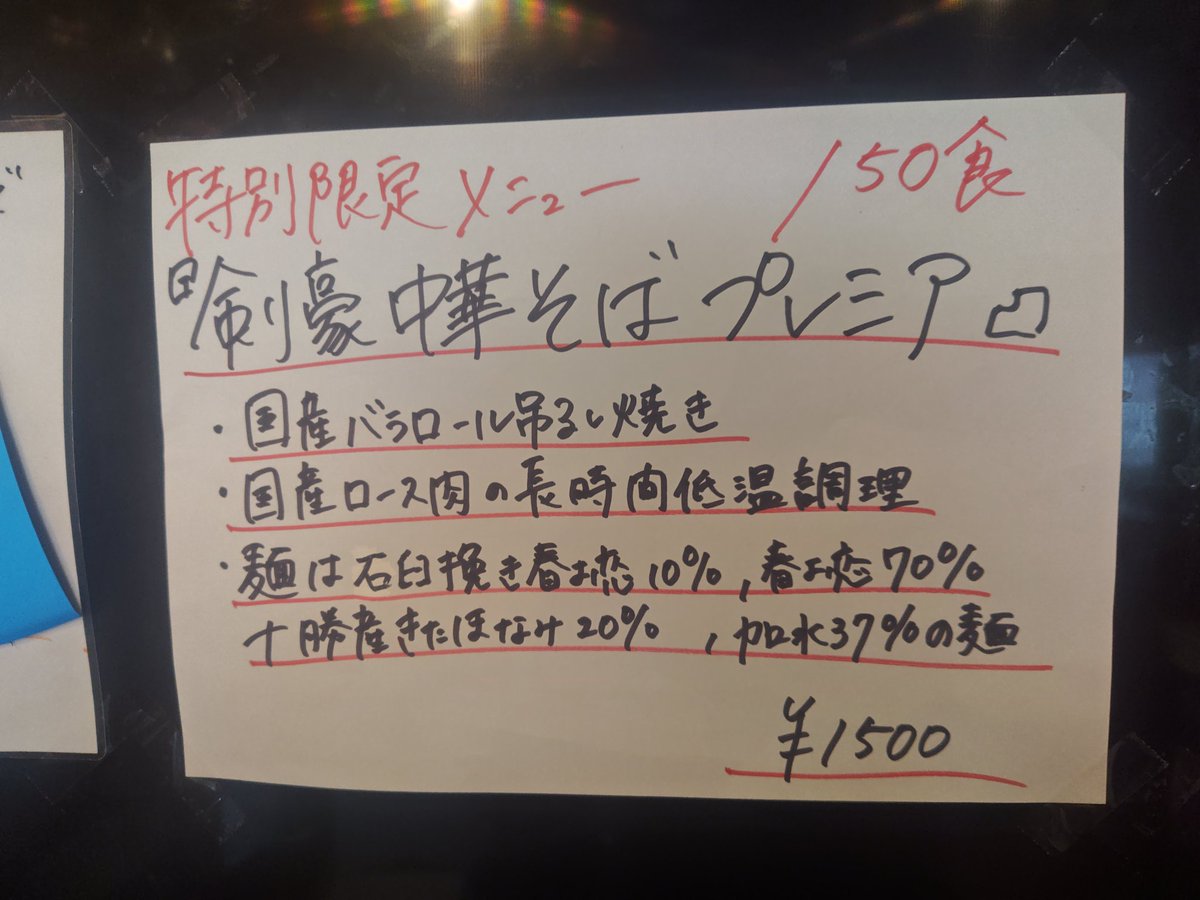 特別限定メニュー 150食
『剣豪中華そばプレミア』
・国産バラロール吊るし焼き
・国産ロース肉の長時間低温調理
・麺は石臼挽き春よ恋10%,春よ恋70%
十勝産きたほなみ20%,加水37%の麺
¥1500